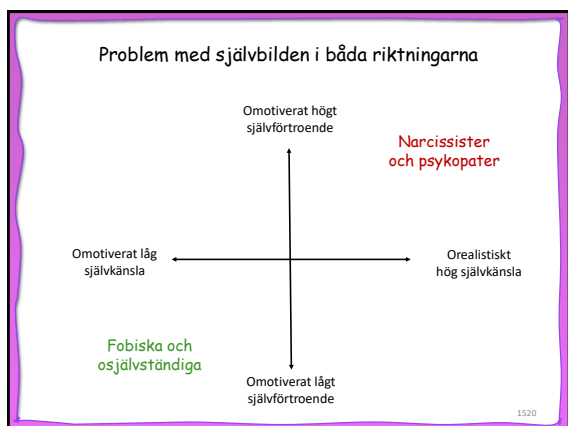 Problem med självbilden i båda riktningarna
Omotiverat högt
självförtroende
Narcissister
och psykopater
Omotiverat låg
självkänsla
Orealistiskt
hög självkänsla
Fobiska och
osjälvständiga
Omotiverat lågt
självförtroende
1520